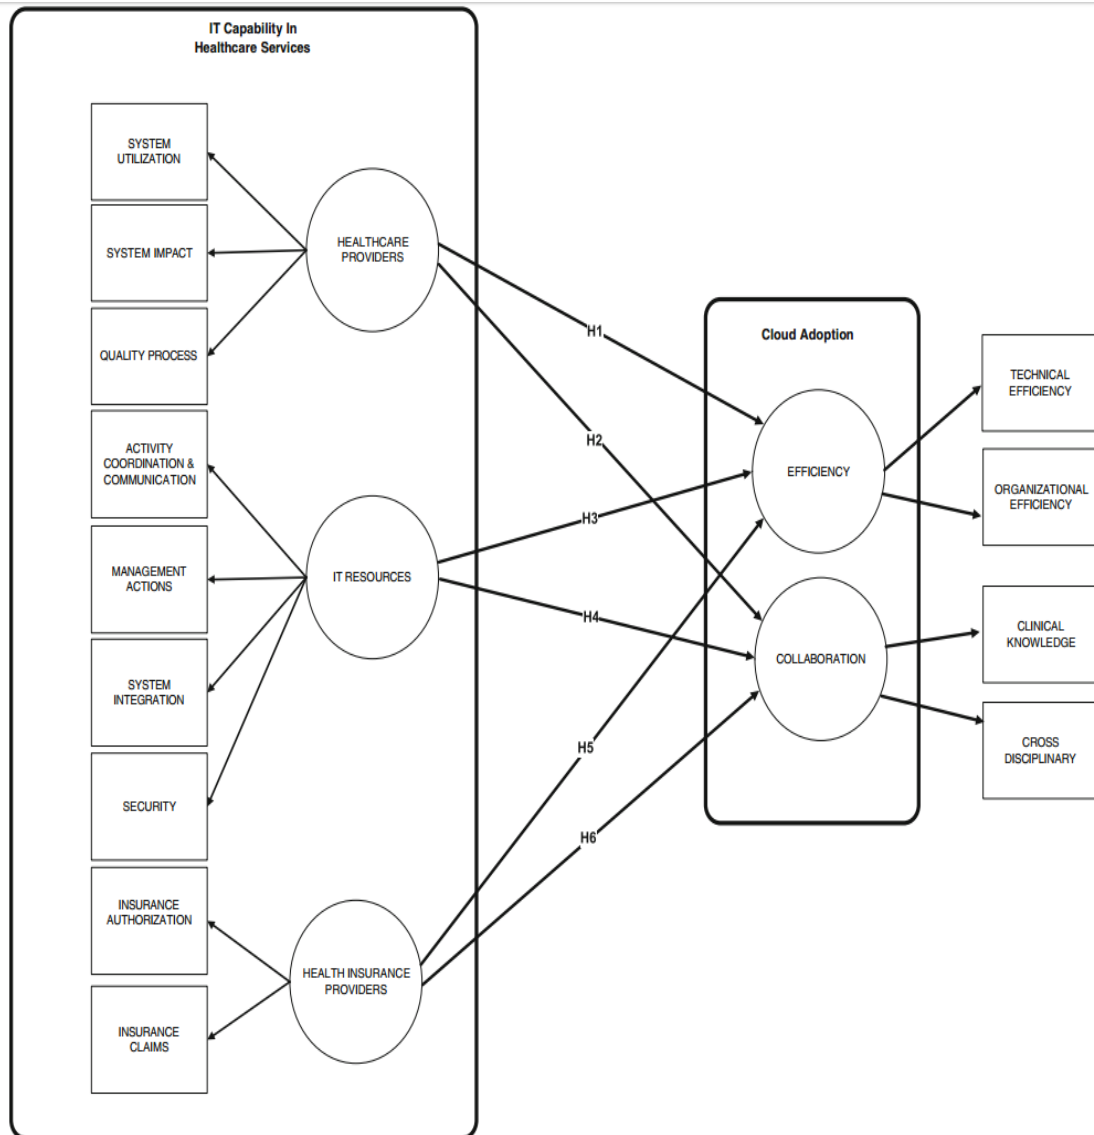 IT Capability In
Healthcare Services
SYSTEM
UTILIZATION
SYSTEM IMPACT
QUALITY PROCESS
HEALTHCARE
PROVIDERS
ACTIVITY
COORDINATION &
COMMUNICATION
MANAGEMENT
ACTIONS
SYSTEM
INTEGRATION
SECURITY
IT RESOURCES
INSURANCE
AUTHORIZATION
INSURANCE
CLAIMS
HEALTH INSURANCE
PROVIDERS
H1
H2
H3
H4
H5
H6
Cloud Adoption
EFFICIENCY
COLLABORATION
TECHNICAL
EFFICIENCY
ORGANIZATIONAL
EFFICIENCY
CLINICAL
KNOWLEDGE
CROSS
DISCIPLINARY